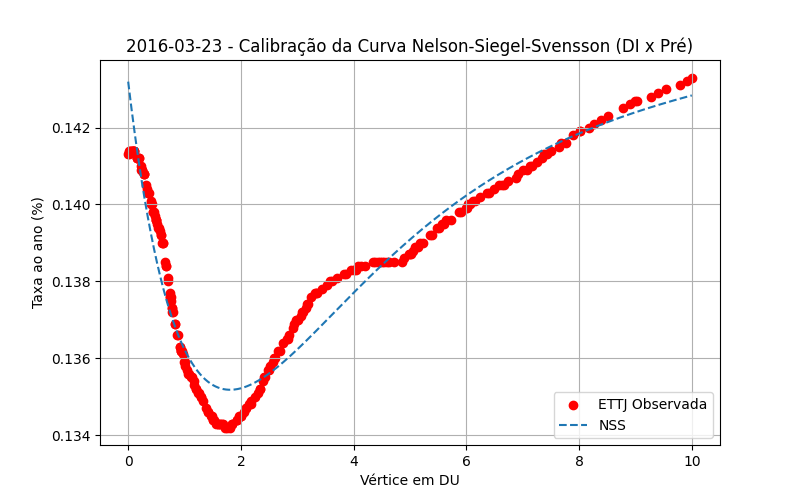 2016-03-23 - Calibração da Curva Nelson-Siegel-Svensson (DI x Pré)
Taxa ao ano (%)
0.142
0.140
0.138
0.136
0.134
ETTJ Observada
NSS
0
2
4
6
8
10
Vértice em DU